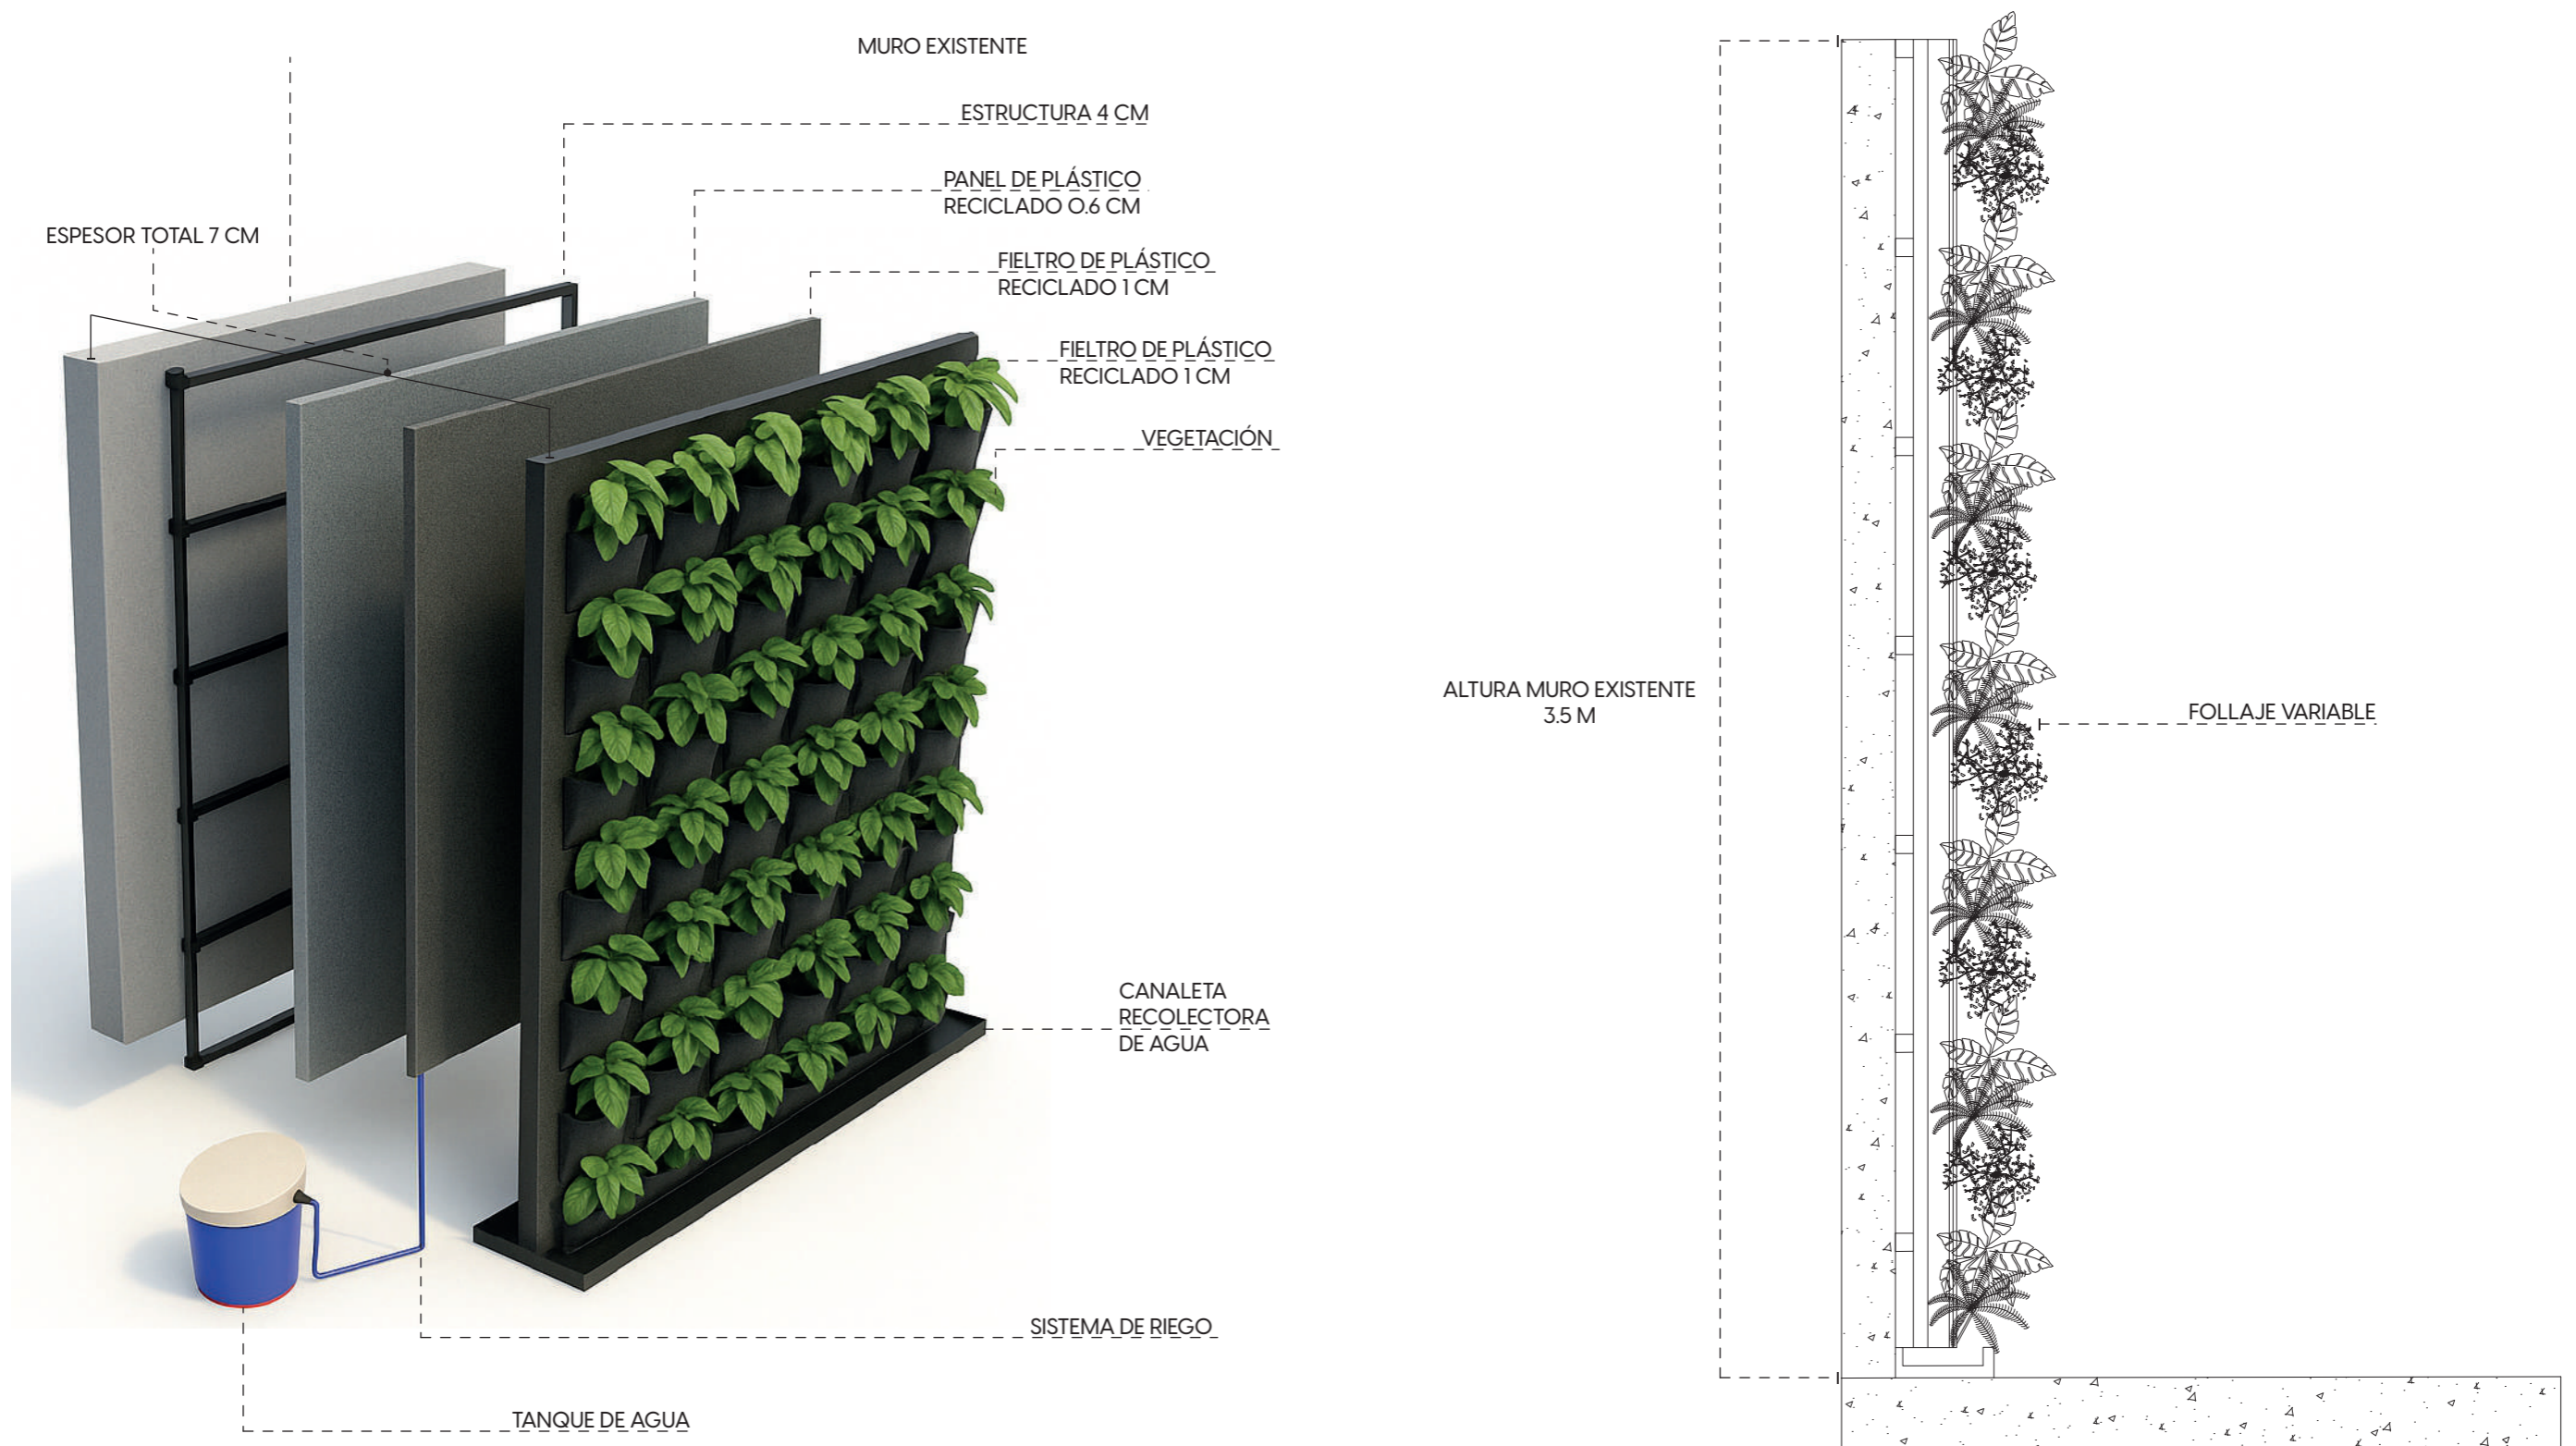 MURO EXISTENTE
ESTRUCTURA 4 CM
PANEL DE PLÁSTICO
RECICLADO 0.6 CM
ESPESOR TOTAL 7 CM
FIELTRO DE PLÁSTICO
RECICLADO 1 CM
FIELTRO DE PLÁSTICO
RECICLADO 1 CM
VEGETACIÓN
CANALETA
RECOLECTORA
DE AGUA
SISTEMA DE RIEGO
TANQUE DE AGUA
ALTURA MURO EXISTENTE
3.5 M
FOLLAJE VARIABLE